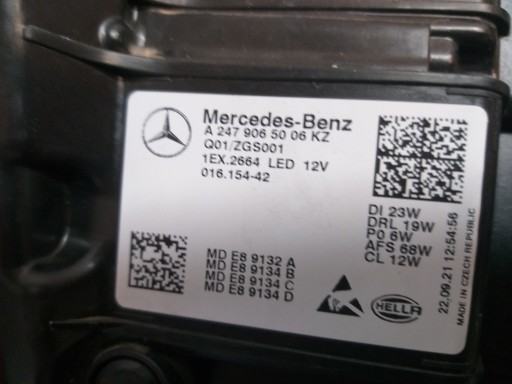 Mercedes-Benz
A 247 906 50 06 KZ
Q01/ZGS001
1EX.2664 LED 12V
016.154-42
DI 23W
DRL 19W
PO 6W
AFS 68W
CL 12W
MD E8 9132 A
MD E8 9134 B
MD E8 9134 C
MD E8 9134 D
HELLA
22.09.21 12:54:56
MADE IN CZECH REPUBLIC